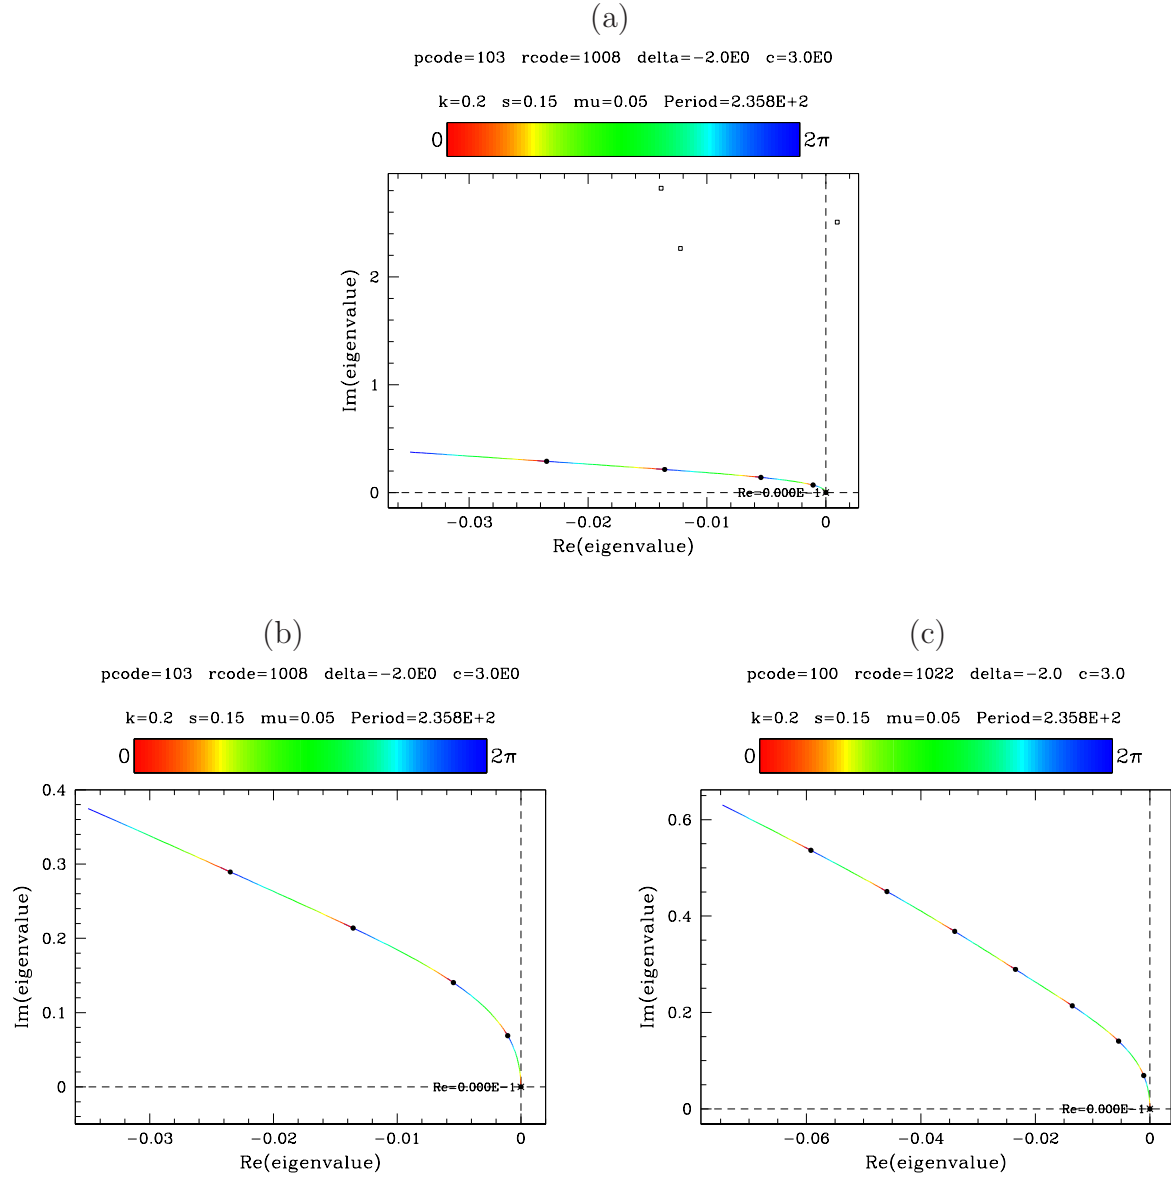 (a)
pcode=103 rcode=1008 delta=−2.0E0 c=3.0E0
k=0.2 s=0.15 mu=0.05 Period=2.358E+2
0 2π
Im(eigenvalue)
2
1
0
Re=0.000E−1
−0.03 −0.02 −0.01 0
Re(eigenvalue)
(b)
pcode=103 rcode=1008 delta=−2.0E0 c=3.0E0
k=0.2 s=0.15 mu=0.05 Period=2.358E+2
0 2π
Im(eigenvalue)
0.4
0.3
0.2
0.1
0
Re=0.000E−1
−0.03 −0.02 −0.01 0
Re(eigenvalue)
(c)
pcode=100 rcode=1022 delta=−2.0 c=3.0
k=0.2 s=0.15 mu=0.05 Period=2.358E+2
0 2π
Im(eigenvalue)
0.6
0.4
0.2
0
Re=0.000E−1
−0.06 −0.04 −0.02 0
Re(eigenvalue)